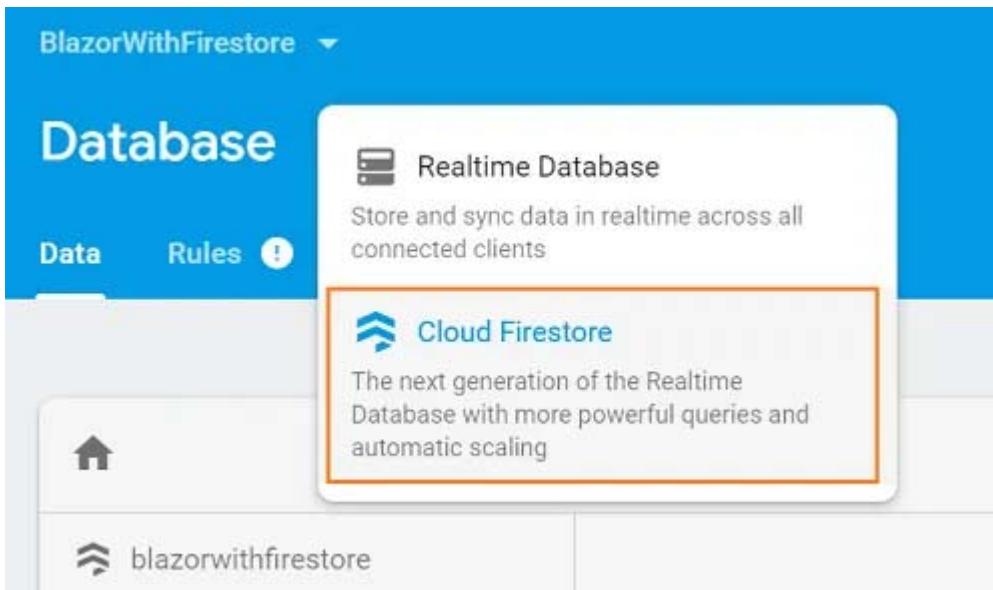 BlazorWithFirestore
Database
Realtime Database
Store and sync data in realtime across all
connected clients
Data Rules
Cloud Firestore
The next generation of the Realtime
Database with more powerful queries and
automatic scaling
blazorwithfirestore